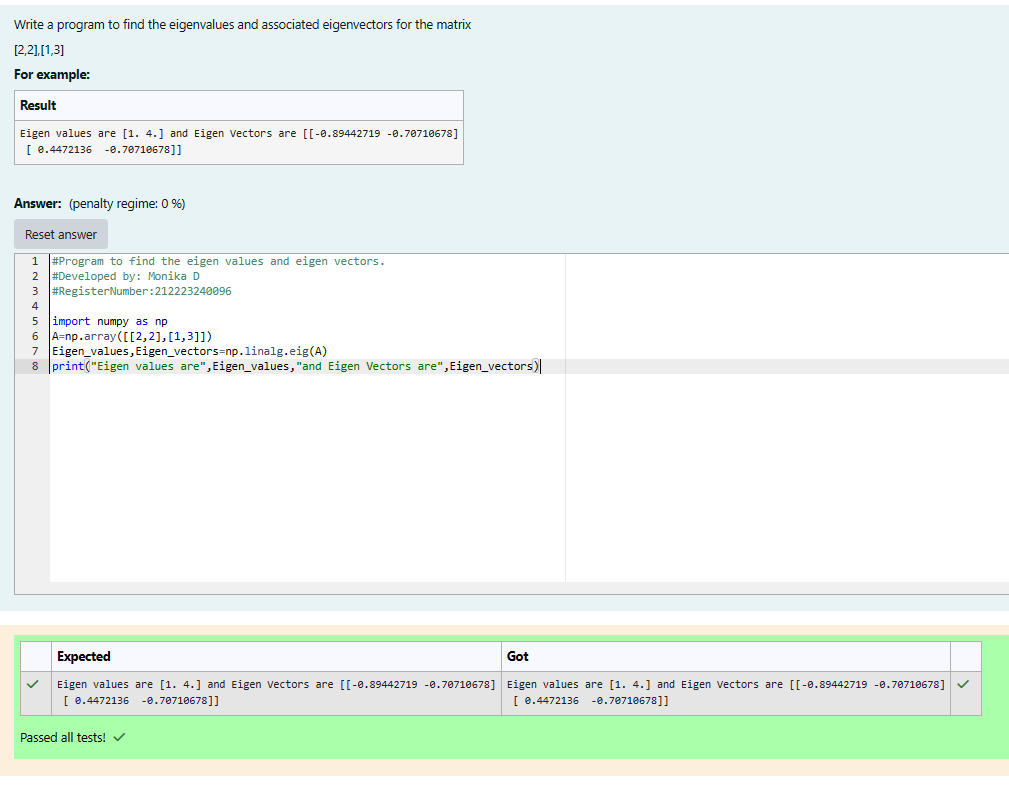 Write a program to find the eigenvalues and associated eigenvectors for the matrix
[2,2],[1,3]
For example:
Result
Eigen values are [1. 4.] and Eigen Vectors are [[-0.89442719 -0.70710678]
 [ 0.4472136  -0.70710678]]
Answer: (penalty regime: 0 %)
Reset answer
1 #Program to find the eigen values and eigen vectors.
2 #Developed by: Monika D
3 #RegisterNumber:212223240096
4
5 import numpy as np
6 A=np.array([[2,2],[1,3]])
7 Eigen_values,Eigen_vectors=np.linalg.eig(A)
8 print("Eigen values are",Eigen_values,"and Eigen Vectors are",Eigen_vectors)
Expected Got
Eigen values are [1. 4.] and Eigen Vectors are [[-0.89442719 -0.70710678] Eigen values are [1. 4.] and Eigen Vectors are [[-0.89442719 -0.70710678]
 [ 0.4472136  -0.70710678]]  [ 0.4472136  -0.70710678]]
Passed all tests!